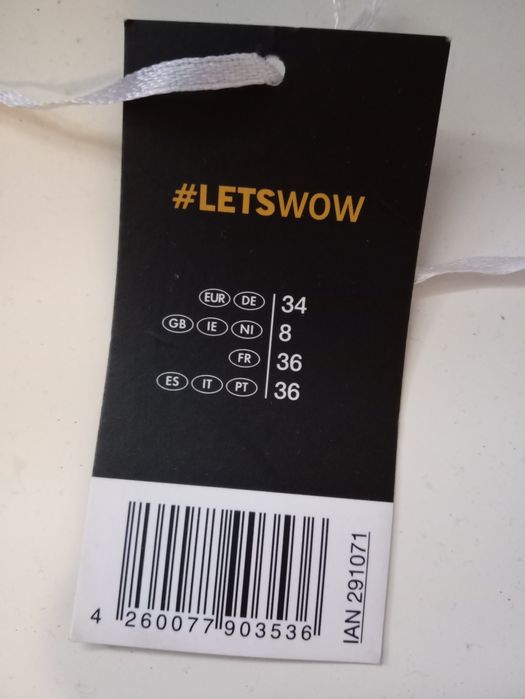 #LETSWOW
EUR DE 34
GB IE NI 8
FR 36
ES IT PT 36
4 260077 903536
IAN 291071